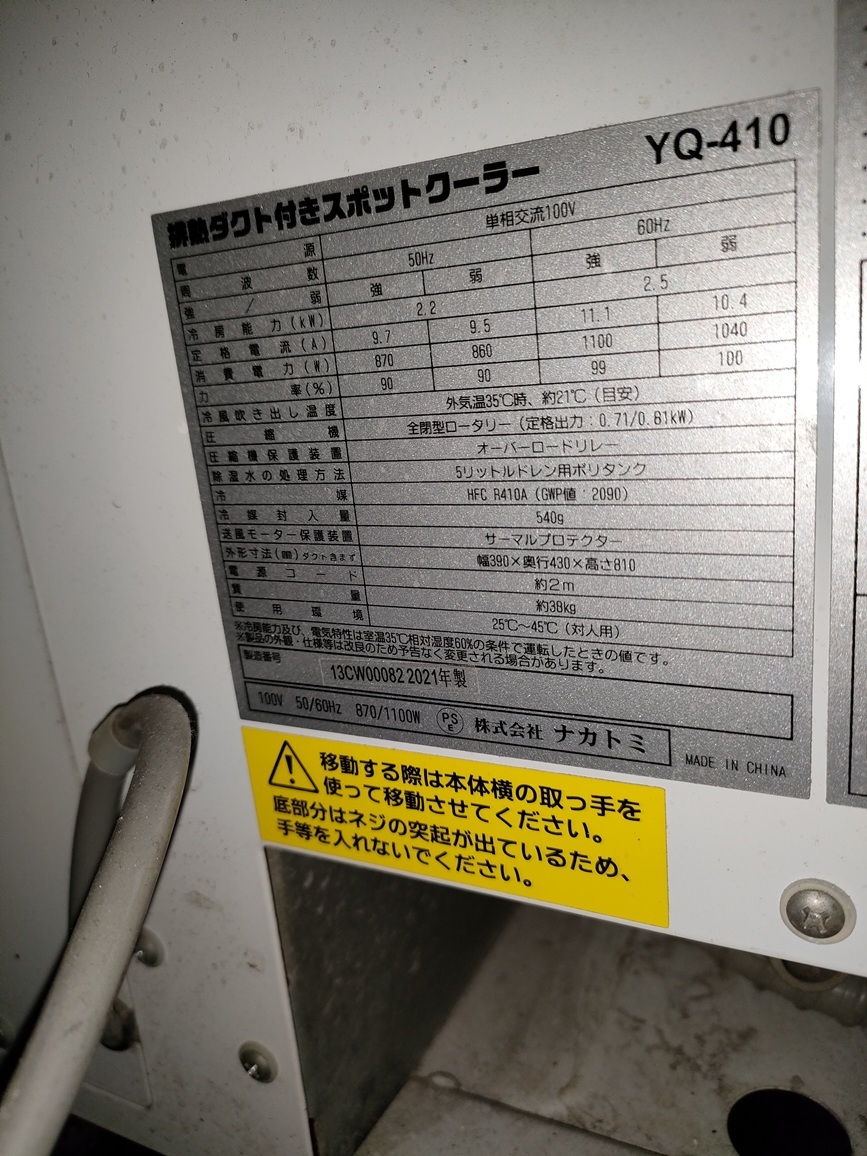 YQ-410
排熱ダクト付きスポットクーラー
電源 単相交流100V
周波数 50Hz 60Hz
強/弱 強 弱 強 弱
冷房能力(kW) 2.2 2.5
定格電流(A) 9.7 9.5 11.1 10.4
消費電力(W) 870 860 1100 1040
力率(%) 90 90 99 100
冷風吹き出し温度 外気温35℃時、約21℃(目安)
圧縮機 全閉型ロータリー(定格出力:0.71/0.81kW)
圧縮機保護装置 オーバーロードリレー
除湿水の処理方法 5リットルドレン用ポリタンク
冷媒 HFC R410A(GWP値:2090)
冷媒封入量 540g
送風モーター保護装置 サーマルプロテクター
外形寸法(㎜)ダクト含まず 幅390×奥行430×高さ810
電源コード 約2m
質量 約38kg
使用環境 25℃~45℃(対人用)
※冷房能力及び、電気特性は室温35℃相対湿度60%の条件で運転したときの値です。
※製品の外観・仕様等は改良のため予告なく変更される場合があります。
製造番号 13CW00082 2021年製
100V 50/60Hz 870/1100W PSE 株式会社 ナカトミ
MADE IN CHINA
移動する際は本体横の取っ手を
使って移動させてください。
底部分はネジの突起が出ているため、
手等を入れないでください。